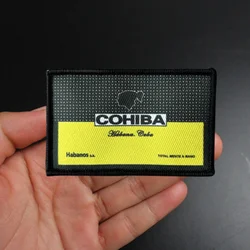 COHIBA
Habana, Cuba
Habanos s.a.
TOTALMENTE A MANO